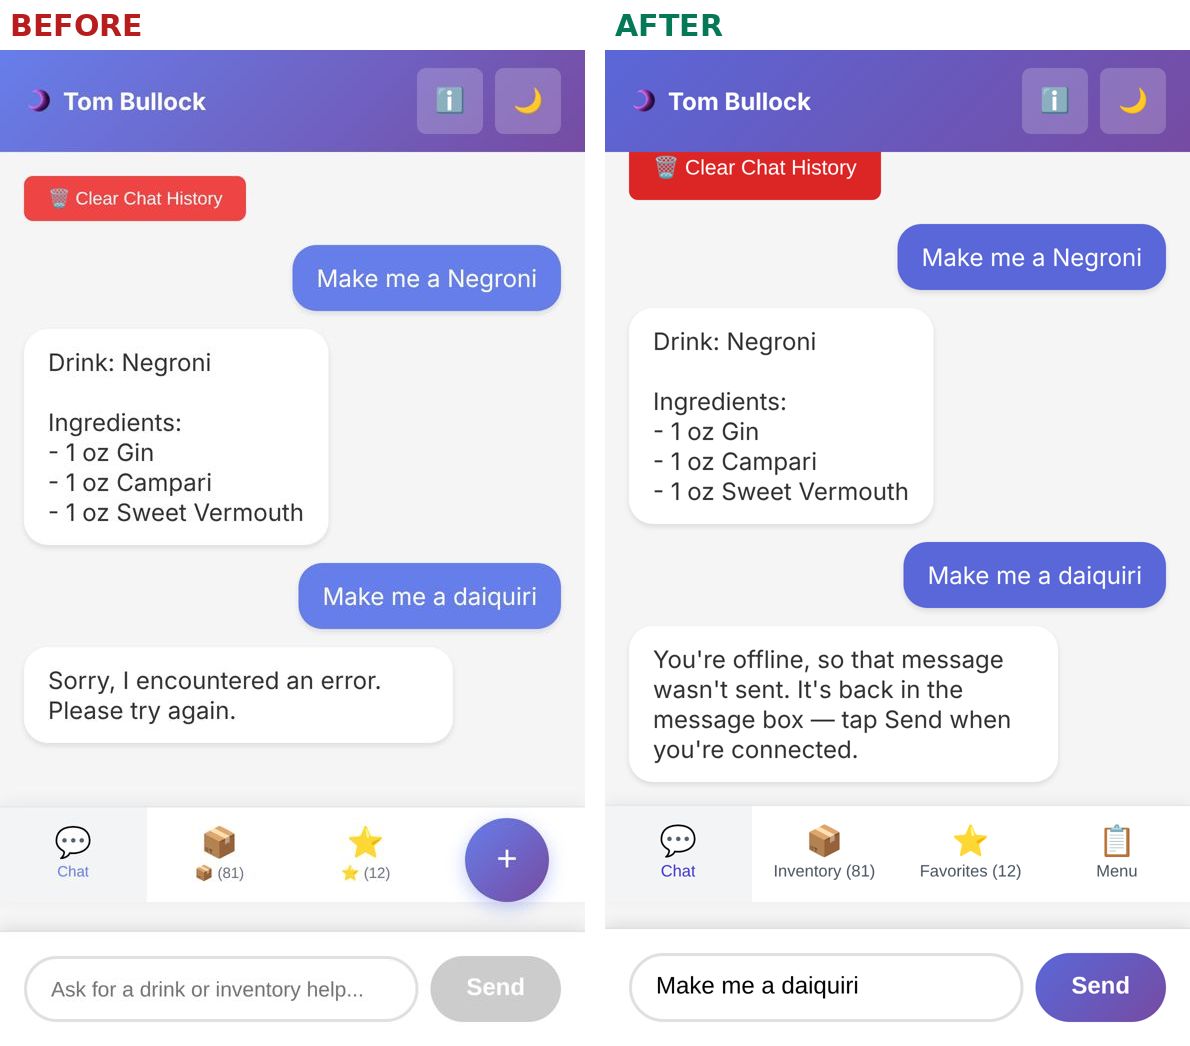 BEFORE
Tom Bullock
Clear Chat History
Make me a Negroni
Drink: Negroni
Ingredients:
- 1 oz Gin
- 1 oz Campari
- 1 oz Sweet Vermouth
Make me a daiquiri
Sorry, I encountered an error.
Please try again.
Chat
(81)
(12)
+
Ask for a drink or inventory help...
Send
AFTER
Tom Bullock
Clear Chat History
Make me a Negroni
Drink: Negroni
Ingredients:
- 1 oz Gin
- 1 oz Campari
- 1 oz Sweet Vermouth
Make me a daiquiri
You're offline, so that message
wasn't sent. It's back in the
message box — tap Send when
you're connected.
Chat
Inventory (81)
Favorites (12)
Menu
Make me a daiquiri
Send